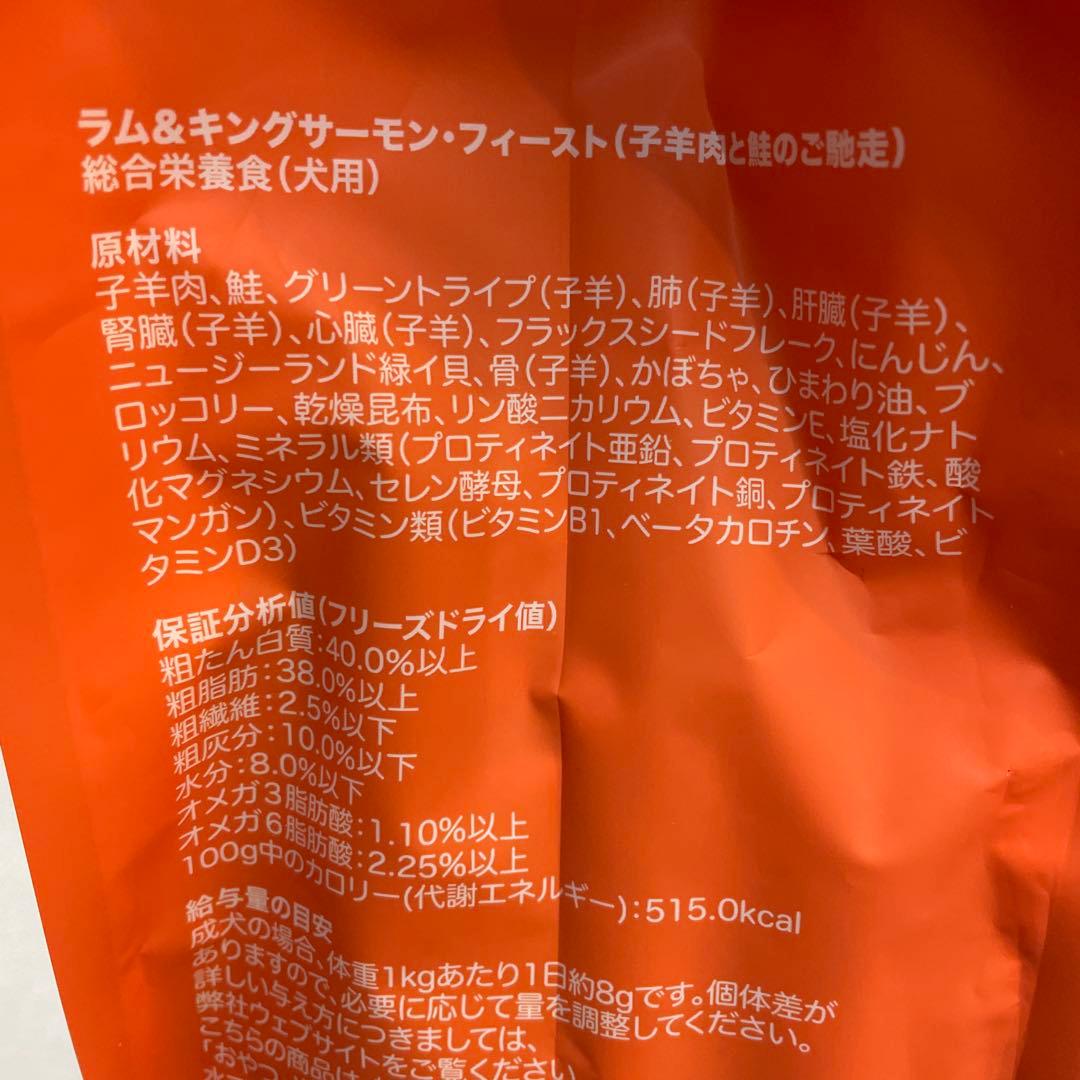 ラム&キングサーモン・フィースト(子羊肉と鮭のご馳走)
総合栄養食(犬用)
原材料
子羊肉、鮭、グリーントライプ(子羊)、肺(子羊)、肝臓(子羊)、
腎臓(子羊)、心臓(子羊)、フラックスシードフレーク、にんじん、
ニュージーランド緑イ貝、骨(子羊)、かぼちゃ、ひまわり油、ブ
ロッコリー、乾燥昆布、リン酸二カリウム、ビタミンE、塩化ナト
リウム、ミネラル類(プロティネイト亜鉛、プロティネイト鉄、酸
化マグネシウム、セレン酵母、プロティネイト銅、プロティネイト
マンガン)、ビタミン類(ビタミンB1、ベータカロチン、葉酸、ビ
タミンD3)
保証分析値(フリーズドライ値)
粗たん白質:40.0%以上
粗脂肪:38.0%以上
粗繊維:2.5%以下
粗灰分:10.0%以下
水分:8.0%以下
オメガ3脂肪酸:1.10%以上
オメガ6脂肪酸:2.25%以上
100g中のカロリー(代謝エネルギー):515.0kcal
給与量の目安
成犬の場合、体重1kgあたり1日約8gです。個体差が
ありますので、必要に応じて量を調整してください。
詳しい与え方につきましては、
弊社ウェブサイトをご覧ください
こちらの商品は
「おやつ